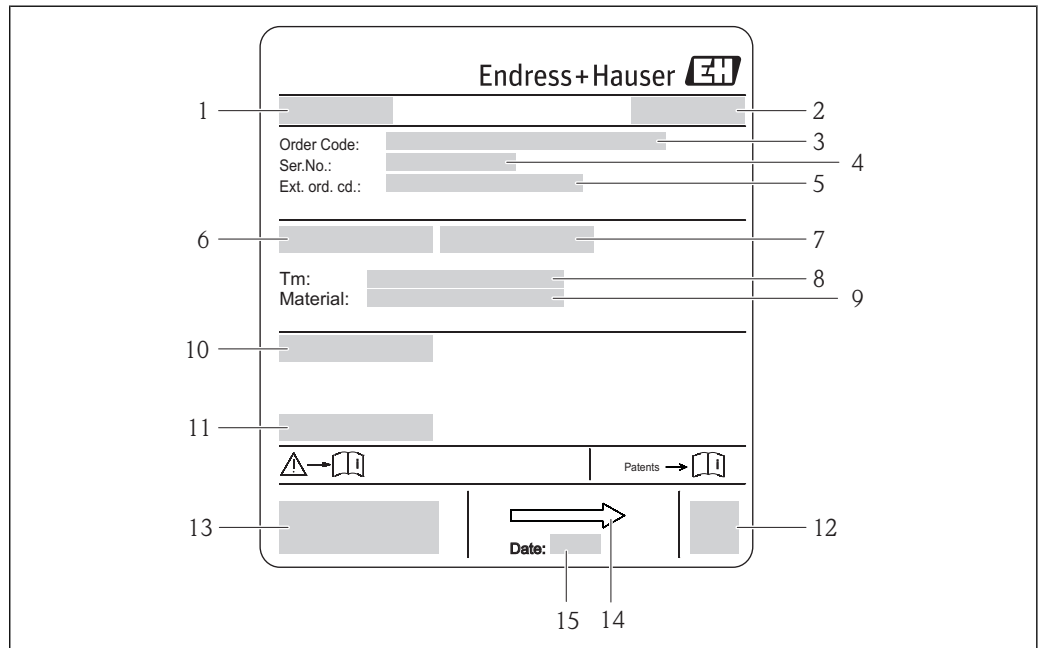 Endress+Hauser EH
1
2
Order Code:
3
Ser.No.:
4
Ext. ord. cd.:
5
6
7
Tm:
8
Material:
9
10
11
Patents
13
12
Date:
15
14